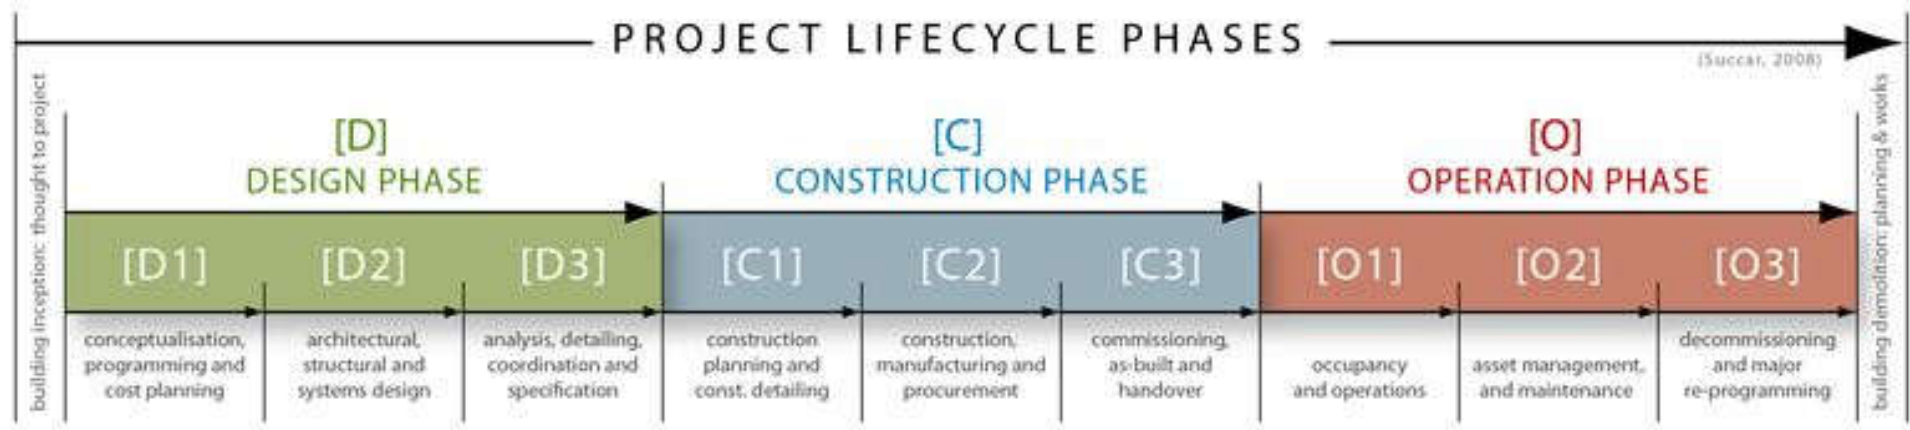 PROJECT LIFECYCLE PHASES
(Succar, 2008)
building inception: thought to project
[D]
DESIGN PHASE
[C]
CONSTRUCTION PHASE
[O]
OPERATION PHASE
[D1]
[D2]
[D3]
[C1]
[C2]
[C3]
[O1]
[O2]
[O3]
conceptualisation,
programming and
cost planning
architectural,
structural and
systems design
analysis, detailing,
coordination and
specification
construction
planning and
const. detailing
construction,
manufacturing and
procurement
commissioning,
as-built and
handover
occupancy
and operations
asset management,
and maintenance
decommissioning
and major
re-programming
building demolition: planning & works